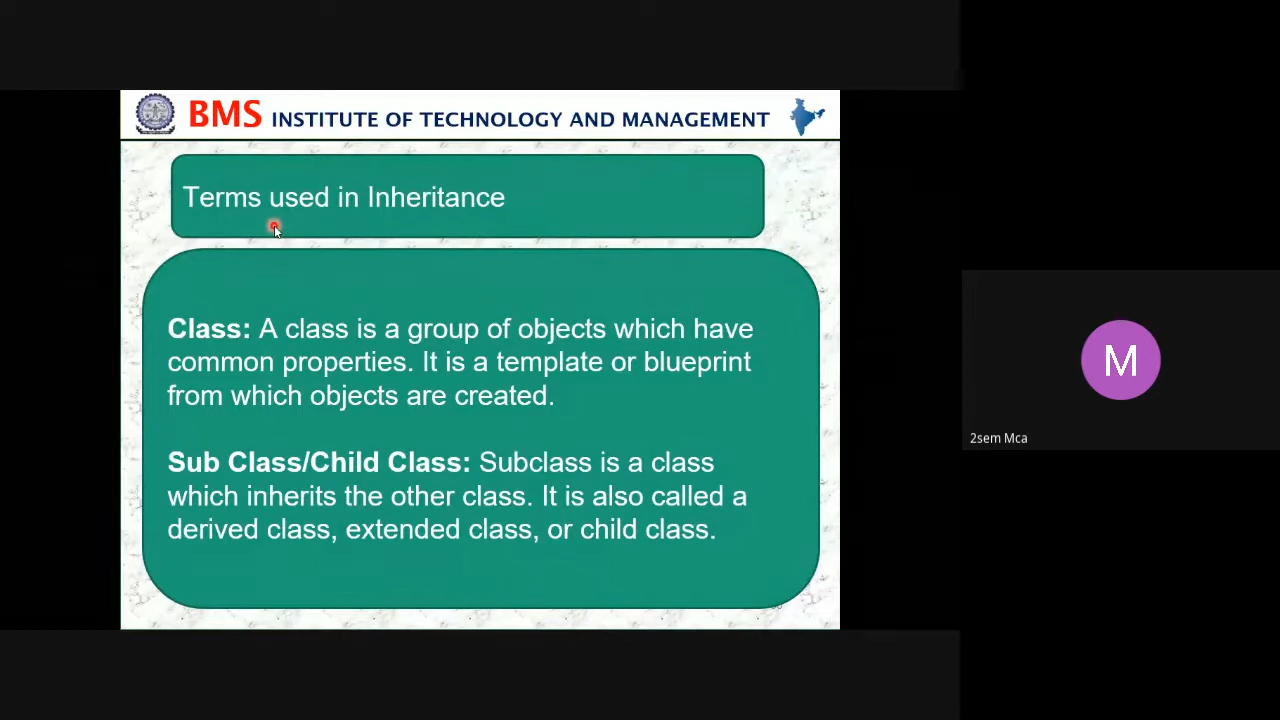 BMS INSTITUTE OF TECHNOLOGY AND MANAGEMENT
Terms used in Inheritance
Class: A class is a group of objects which have
common properties. It is a template or blueprint
from which objects are created.
Sub Class/Child Class: Subclass is a class
which inherits the other class. It is also called a
derived class, extended class, or child class.
M
2sem Mca